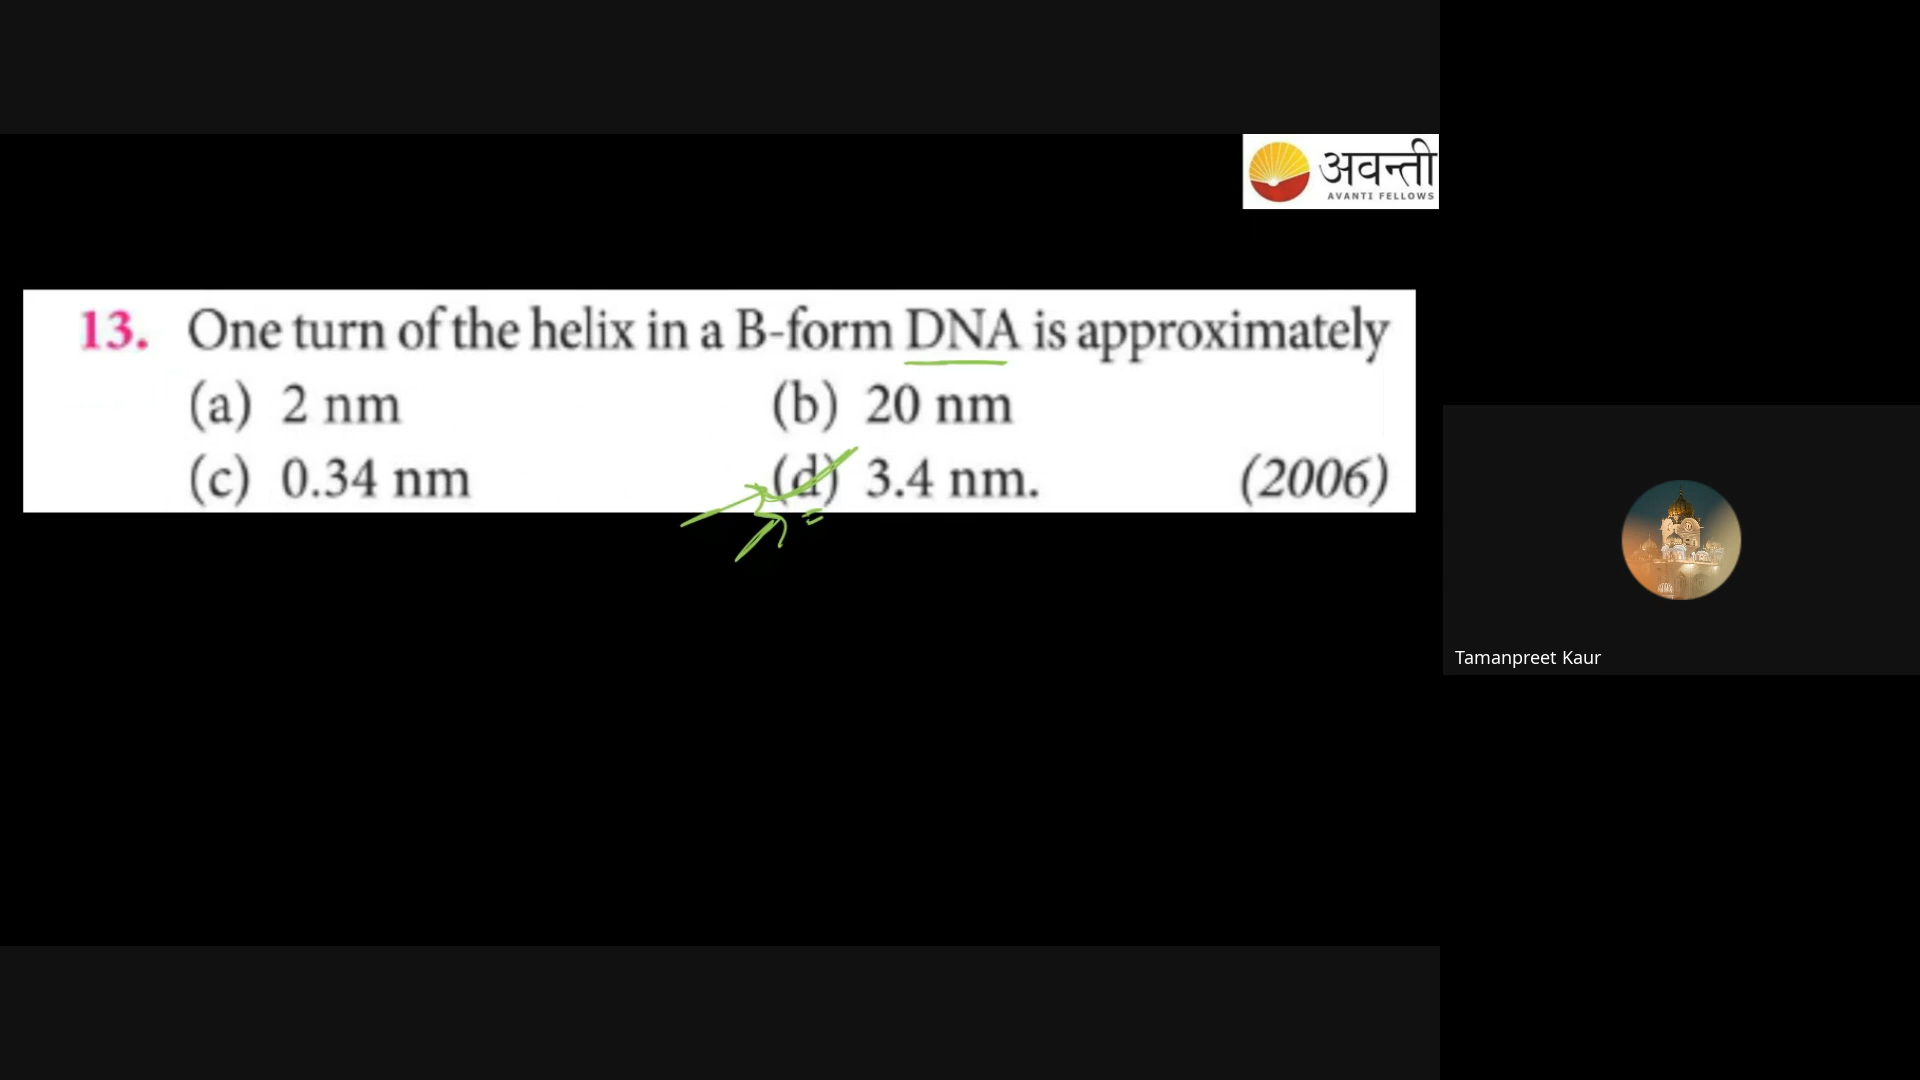 अवन्ती
AVANTI FELLOWS
13. One turn of the helix in a B-form DNA is approximately
(a) 2 nm (b) 20 nm
(c) 0.34 nm (d) 3.4 nm. (2006)
Tamanpreet Kaur